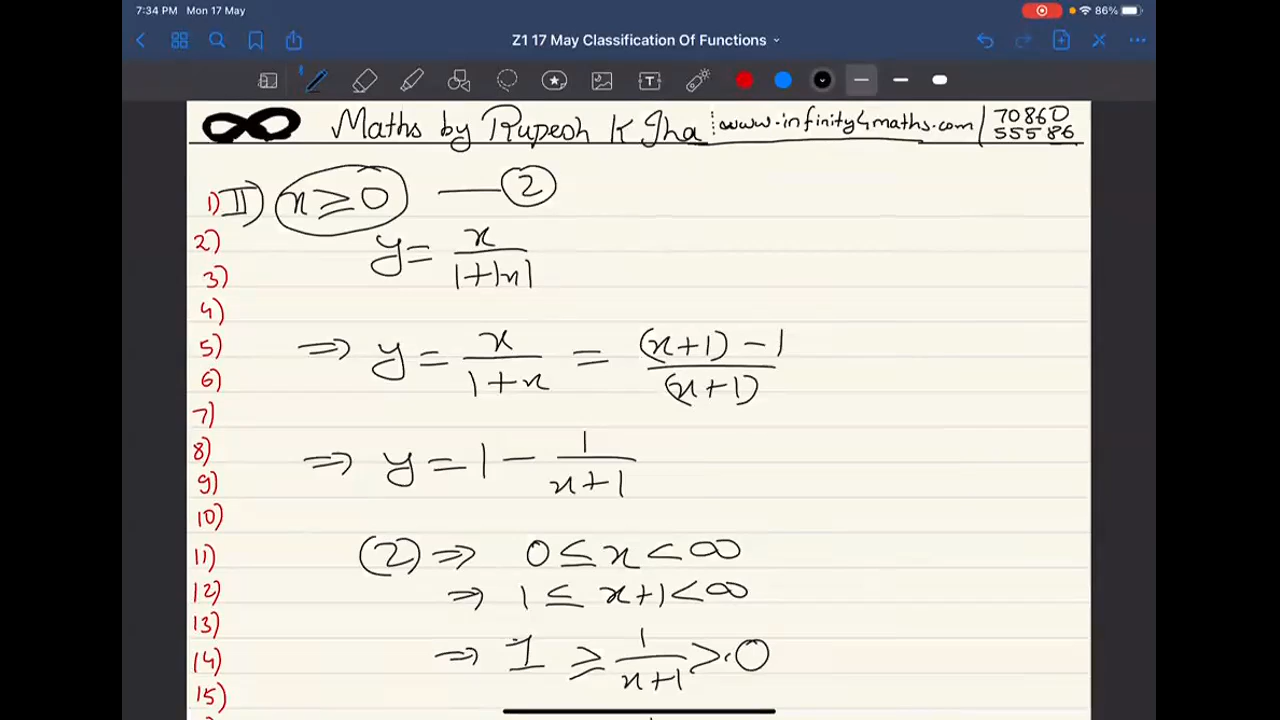 7:34 PM Mon 17 May 86%
Z1 17 May Classification Of Functions
∞ Maths by Rupesh K Jha www.infinity4maths.com / 70860 55586
1) II) x ≥ 0 —— 2
2) y = x / (1+|x|)
3)
4)
5) ⇒ y = x / (1+x) = ((x+1) - 1) / (x+1)
6)
7)
8) ⇒ y = 1 - 1 / (x+1)
9)
10)
11) (2) ⇒ 0 ≤ x < ∞
12) ⇒ 1 ≤ x+1 < ∞
13)
14) ⇒ 1 ≥ 1 / (x+1) > 0
15)